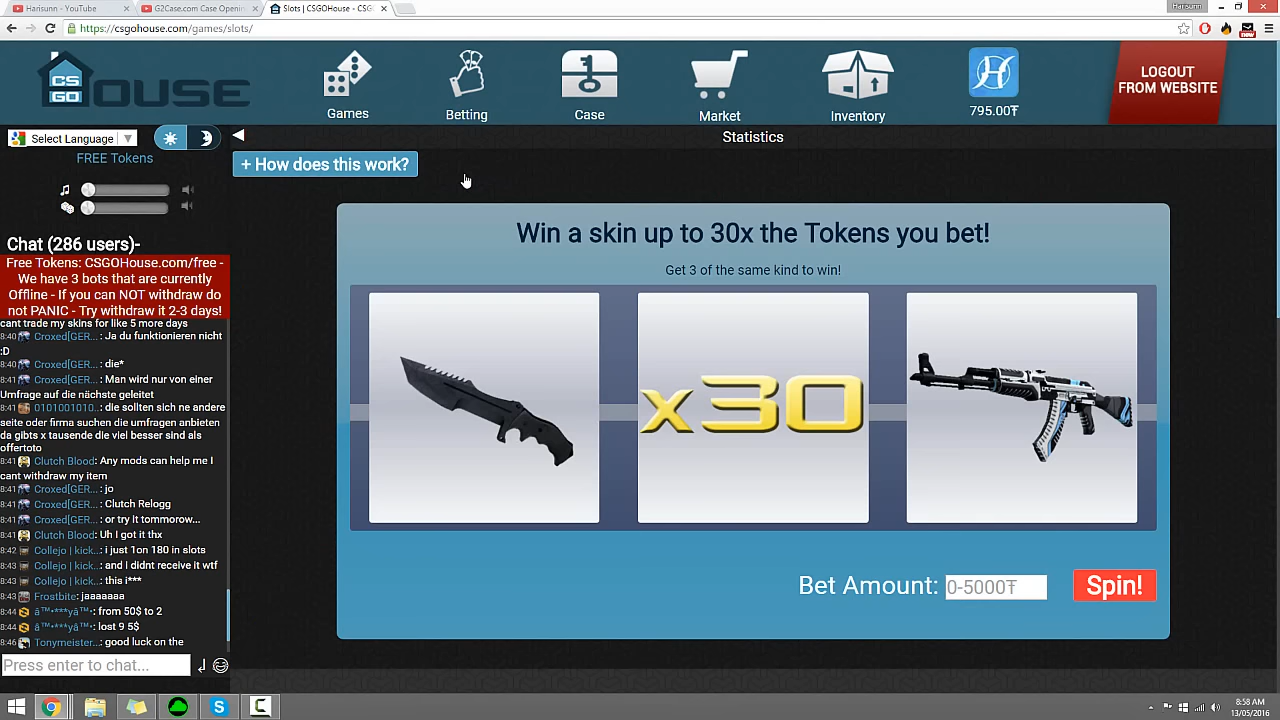 Harisunn - YouTube
G2Case.com Case Openin
Slots | CSGOHouse - CSG
Harisunn
https://csgohouse.com/games/slots/
CS
GO
OUSE
Games
Betting
Case
Market
Inventory
795.00Ŧ
LOGOUT
FROM WEBSITE
Select Language
FREE Tokens
Statistics
+ How does this work?
Chat (286 users)-
Free Tokens: CSGOHouse.com/free -
We have 3 bots that are currently
Offline - If you can NOT withdraw do
not PANIC - Try withdraw it 2-3 days!
cant trade my skins for like 5 more days
8:40 Croxed[GER...: Ja du funktionieren nicht
:D
8:40 Croxed[GER...: die*
8:41 Croxed[GER...: Man wird nur von einer
Umfrage auf die nächste geleitet
8:41 0101001010...: die sollten sich ne andere
seite oder firma suchen die umfragen anbieten
da gibts x tausende die viel besser sind als
offertoto
8:41 Clutch Blood: Any mods can help me I
cant withdraw my item
8:41 Croxed[GER...: jo
8:41 Croxed[GER...: Clutch Relogg
8:41 Croxed[GER...: or try It tommorow...
8:41 Clutch Blood: Uh I got it thx
8:42 Collejo | kick...: i just 1on 180 in slots
8:43 Collejo | kick...: and I didnt receive it wtf
8:43 Collejo | kick...: this i***
8:43 Frostbite: jaaaaaaa
8:44 â™•***yâ™•: from 50$ to 2
8:44 â™•***yâ™•: lost 9 5$
8:46 Tonymeister...: good luck on the
Press enter to chat...
Win a skin up to 30x the Tokens you bet!
Get 3 of the same kind to win!
x30
Bet Amount: 0-5000Ŧ
Spin!
8:58 AM
13/05/2016